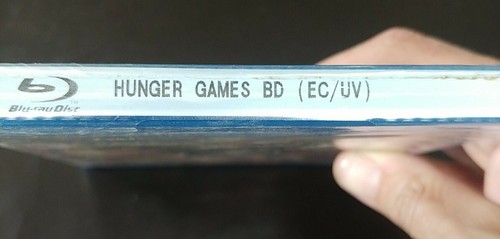 Blu-ray Disc
HUNGER GAMES BD (EC/UV)